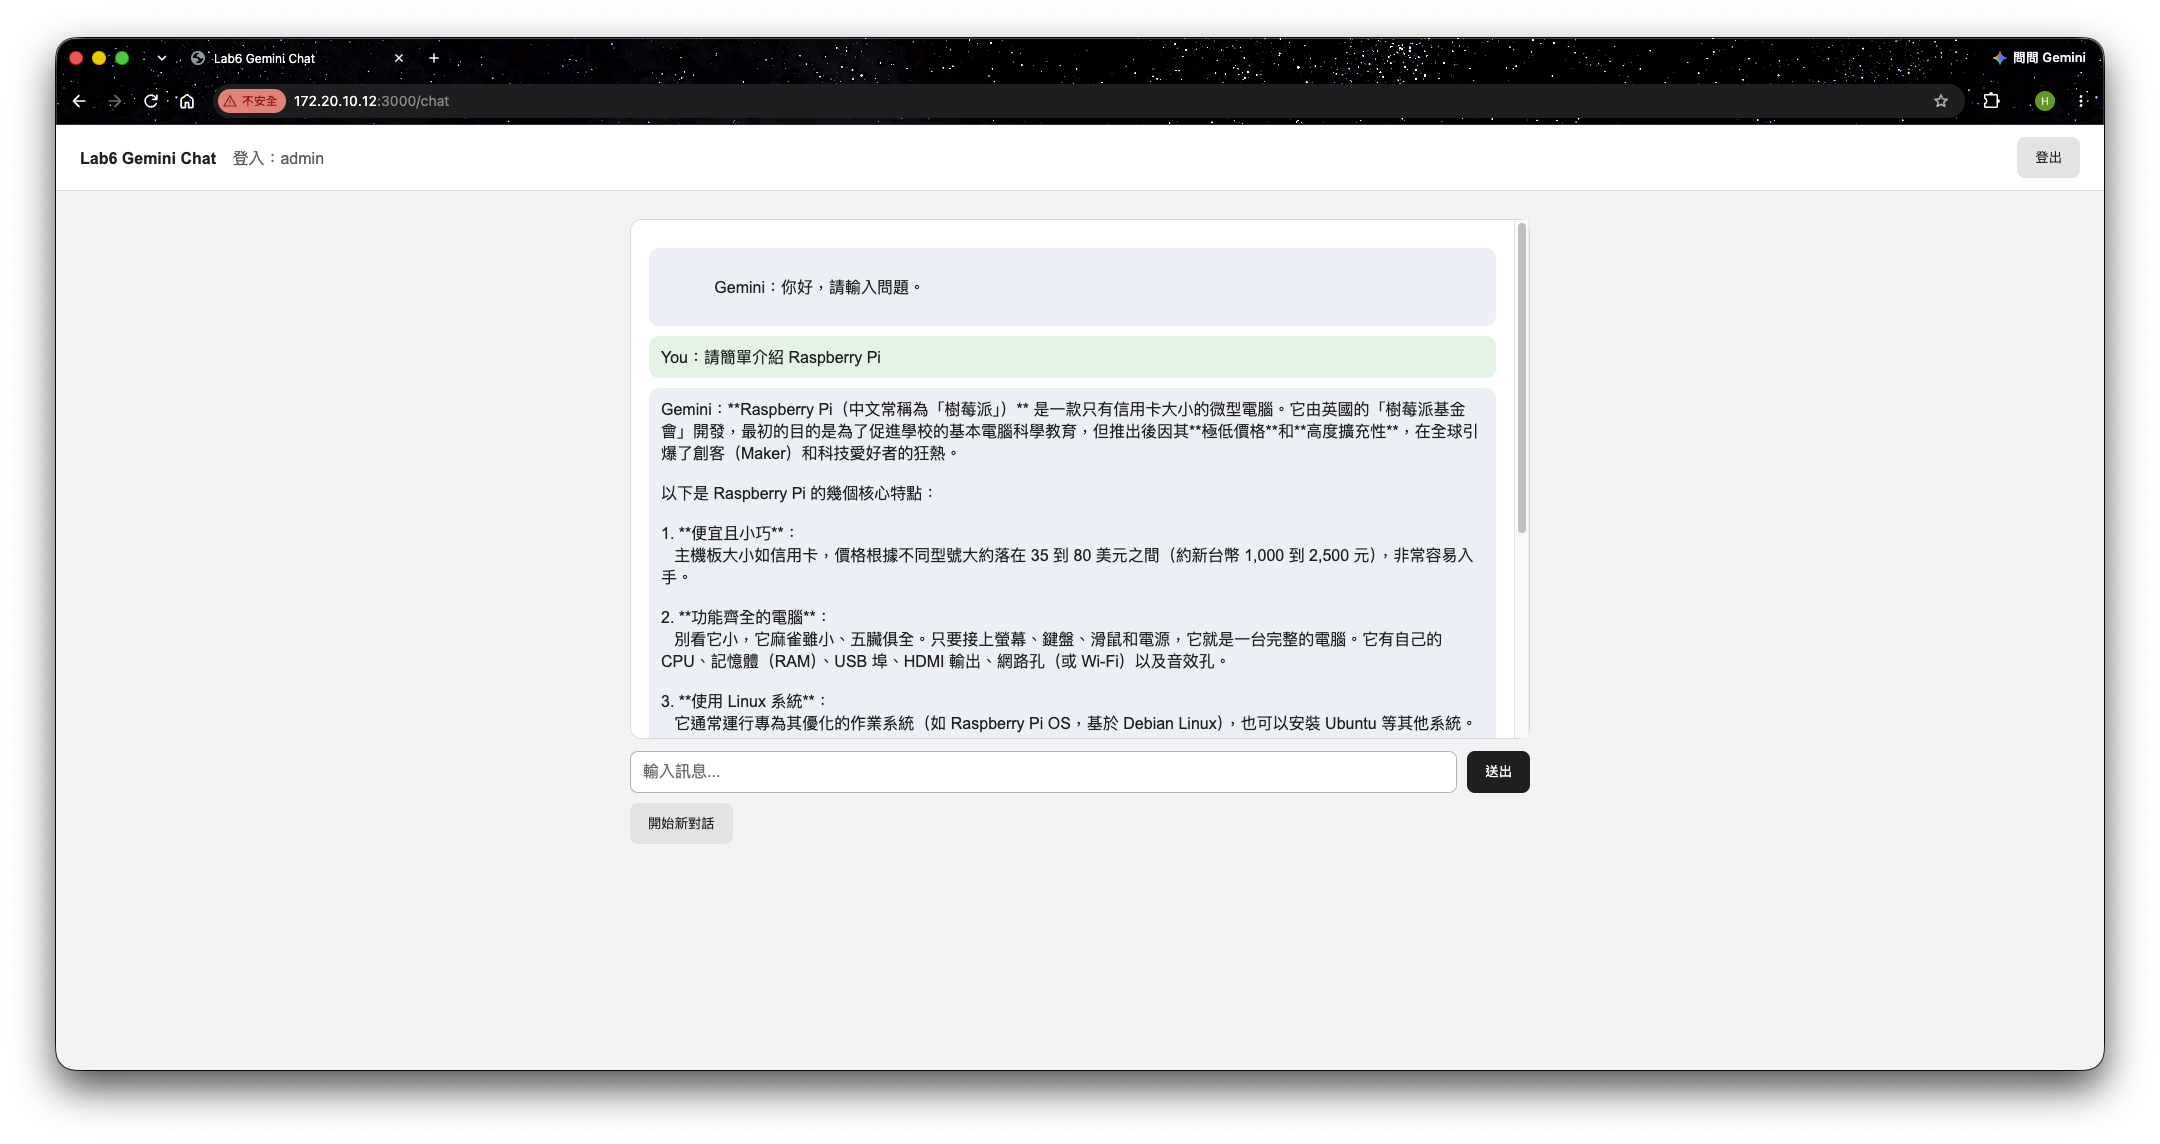 Lab6 Gemini Chat
問問 Gemini
不安全 172.20.10.12:3000/chat
H
Lab6 Gemini Chat 登入：admin
登出
Gemini：你好，請輸入問題。
You：請簡單介紹 Raspberry Pi
Gemini：**Raspberry Pi（中文常稱為「樹莓派」）** 是一款只有信用卡大小的微型電腦。它由英國的「樹莓派基金
會」開發，最初的目的是為了促進學校的基本電腦科學教育，但推出後因其**極低價格**和**高度擴充性**，在全球引
爆了創客（Maker）和科技愛好者的狂熱。
以下是 Raspberry Pi 的幾個核心特點：
1. **便宜且小巧**：
主機板大小如信用卡，價格根據不同型號大約落在 35 到 80 美元之間（約新台幣 1,000 到 2,500 元），非常容易入
手。
2. **功能齊全的電腦**：
別看它小，它麻雀雖小、五臟俱全。只要接上螢幕、鍵盤、滑鼠和電源，它就是一台完整的電腦。它有自己的
CPU、記憶體（RAM）、USB 埠、HDMI 輸出、網路孔（或 Wi-Fi）以及音效孔。
3. **使用 Linux 系統**：
它通常運行專為其優化的作業系統（如 Raspberry Pi OS，基於 Debian Linux），也可以安裝 Ubuntu 等其他系統。
輸入訊息...
送出
開始新對話